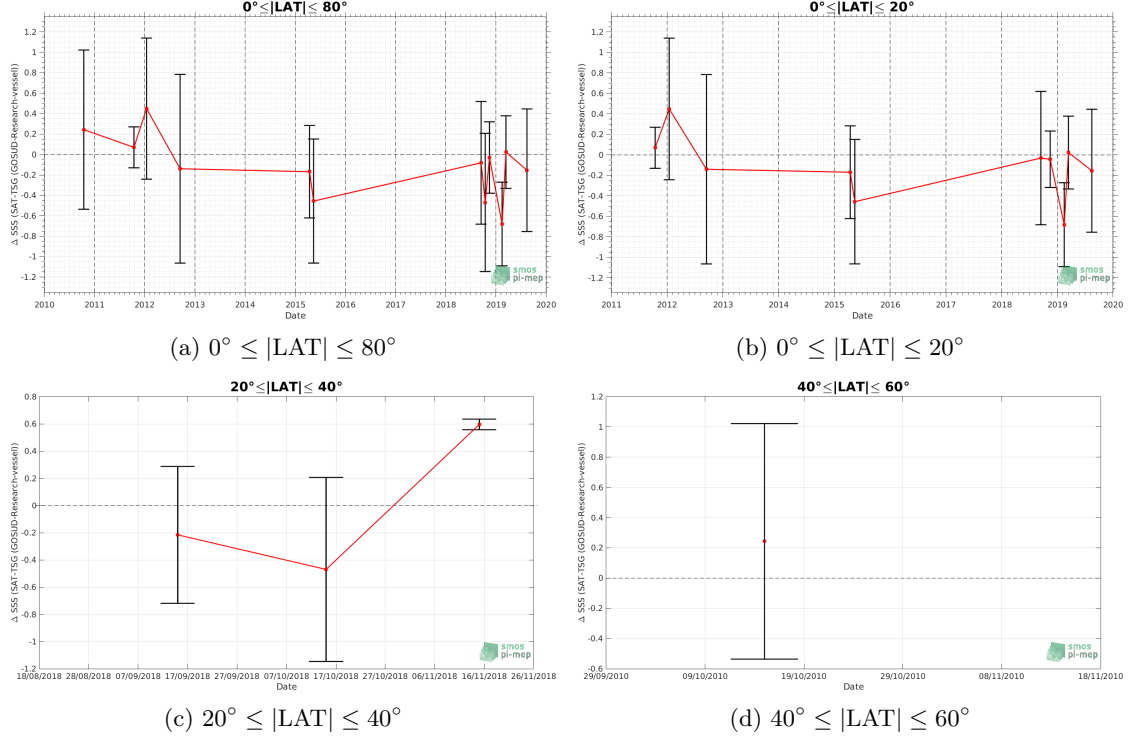 0°≤|LAT|≤ 80°
Δ SSS (SAT-TSG (GOSUD-Research-vessel))
1.2
1
0.8
0.6
0.4
0.2
0
-0.2
-0.4
-0.6
-0.8
-1
-1.2
2010 2011 2012 2013 2014 2015 2016 2017 2018 2019 2020
Date
smos
pi-mep
(a) 0° ≤ |LAT| ≤ 80°
0°≤|LAT|≤ 20°
Δ SSS (SAT-TSG (GOSUD-Research-vessel))
1.2
1
0.8
0.6
0.4
0.2
0
-0.2
-0.4
-0.6
-0.8
-1
-1.2
2011 2012 2013 2014 2015 2016 2017 2018 2019 2020
Date
smos
pi-mep
(b) 0° ≤ |LAT| ≤ 20°
20°≤|LAT|≤ 40°
Δ SSS (SAT-TSG (GOSUD-Research-vessel))
0.8
0.6
0.4
0.2
0
-0.2
-0.4
-0.6
-0.8
-1
-1.2
18/08/2018 28/08/2018 07/09/2018 17/09/2018 27/09/2018 07/10/2018 17/10/2018 27/10/2018 06/11/2018 16/11/2018 26/11/2018
Date
smos
pi-mep
(c) 20° ≤ |LAT| ≤ 40°
40°≤|LAT|≤ 60°
Δ SSS (SAT-TSG (GOSUD-Research-vessel))
1.2
1
0.8
0.6
0.4
0.2
0
-0.2
-0.4
-0.6
29/09/2010 09/10/2010 19/10/2010 29/10/2010 08/11/2010 18/11/2010
Date
smos
pi-mep
(d) 40° ≤ |LAT| ≤ 60°